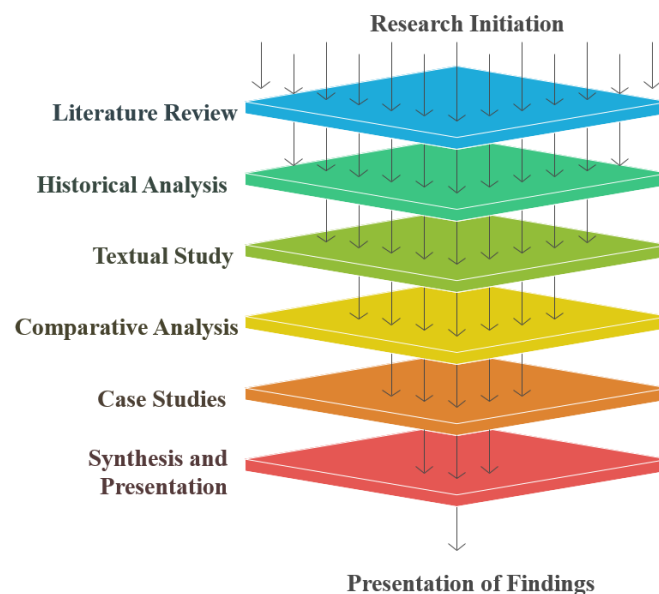 Research Initiation
Literature Review
Historical Analysis
Textual Study
Comparative Analysis
Case Studies
Synthesis and
Presentation
Presentation of Findings